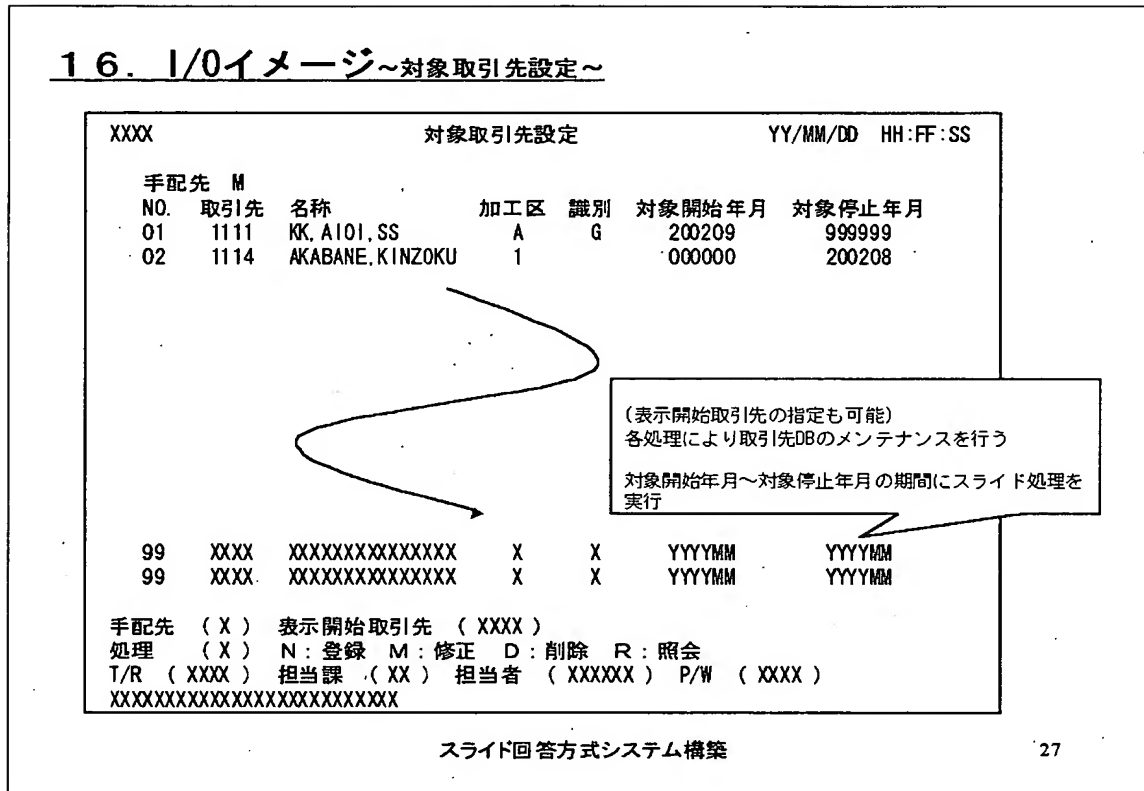 １６．I/Oイメージ～対象取引先設定～
XXXX 対象取引先設定 YY/MM/DD HH:FF:SS
手配先 M
NO. 取引先 名称 加工区 識別 対象開始年月 対象停止年月
01 1111 KK,AIOI,SS A G 200209 999999
02 1114 AKABANE,KINZOKU 1 000000 200208
（表示開始取引先の指定も可能）
各処理により取引先DBのメンテナンスを行う
対象開始年月～対象停止年月の期間にスライド処理を
実行
99 XXXX XXXXXXXXXXXXXXX X X YYYYMM YYYYMM
99 XXXX XXXXXXXXXXXXXXX X X YYYYMM YYYYMM
手配先 （ X ） 表示開始取引先 （ XXXX ）
処理 （ X ） N：登録 M：修正 D：削除 R：照会
T/R （ XXXX ） 担当課 （ XX ） 担当者 （ XXXXXX ） P/W （ XXXX ）
XXXXXXXXXXXXXXXXXXXXXXXXXX
スライド回答方式システム構築 27